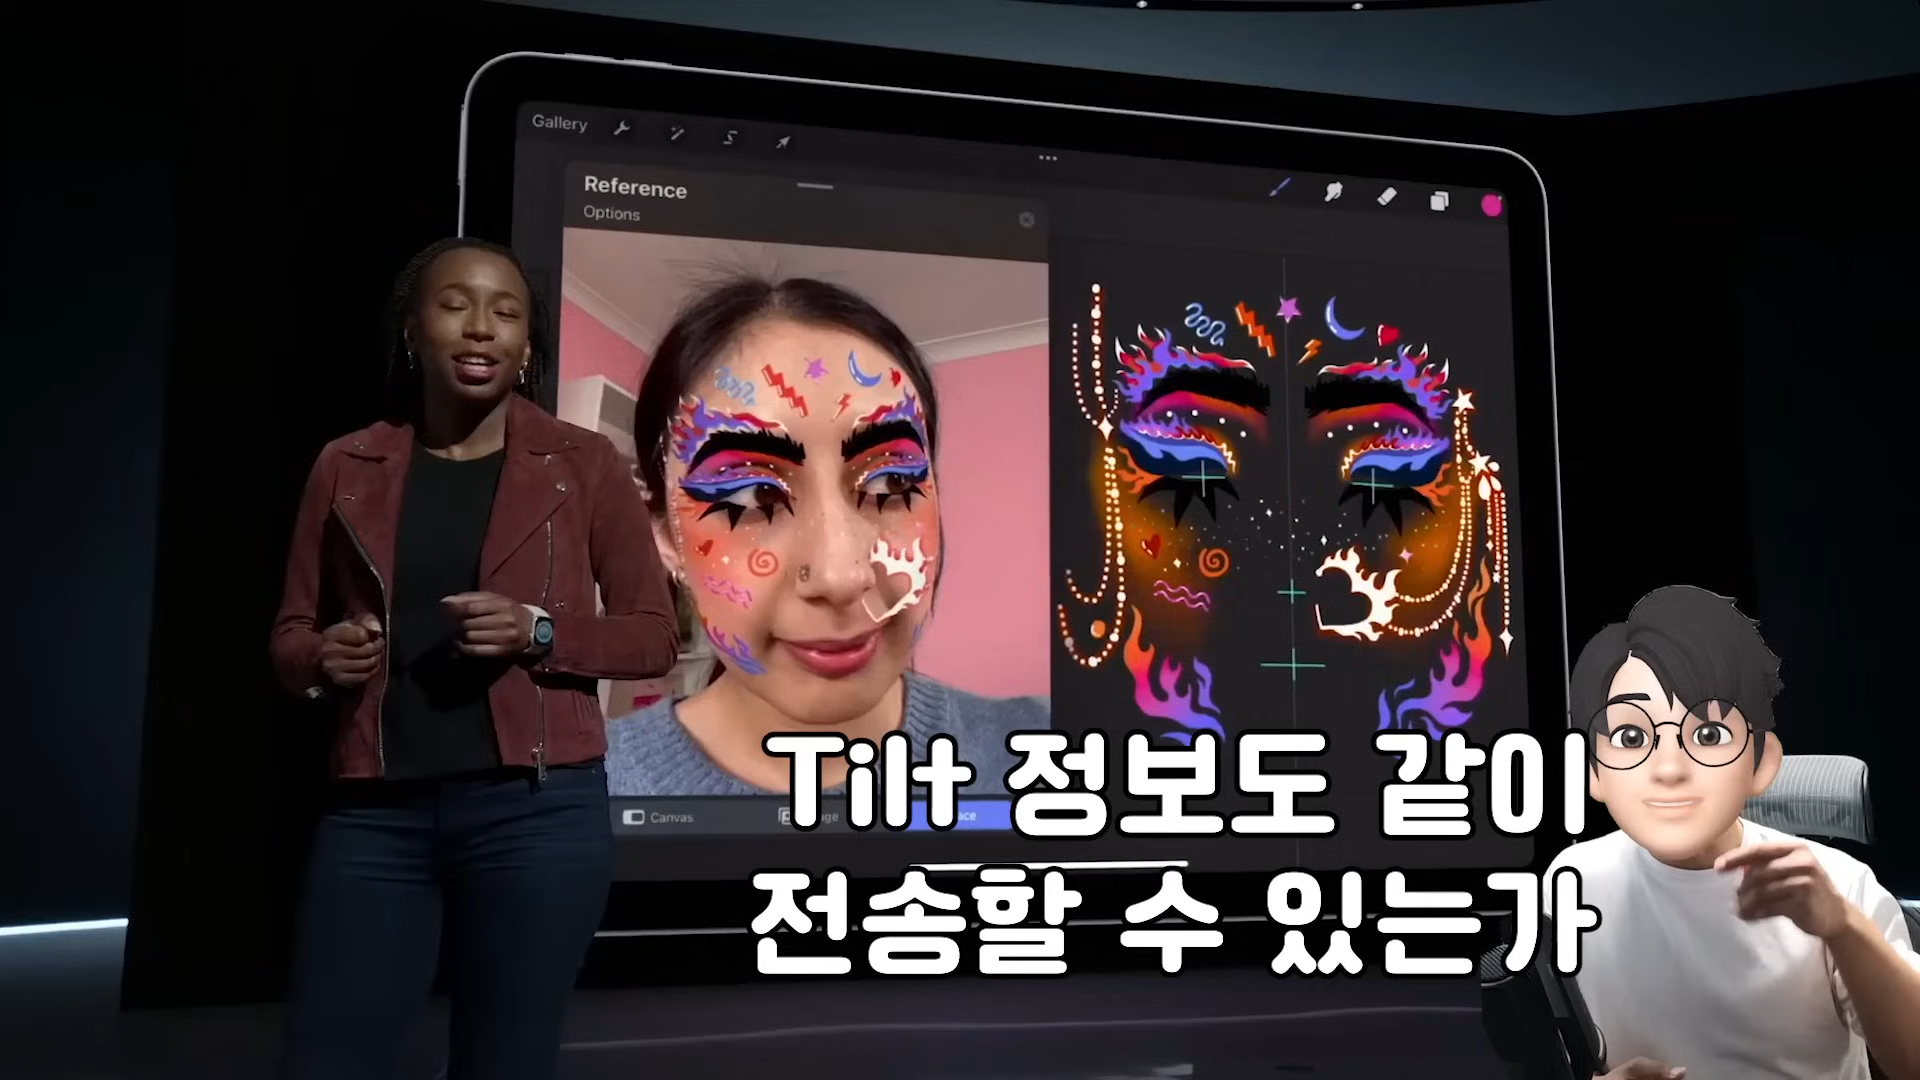 Gallery
Reference
Options
Canvas
Tilt 정보도 같이
전송할 수 있는가